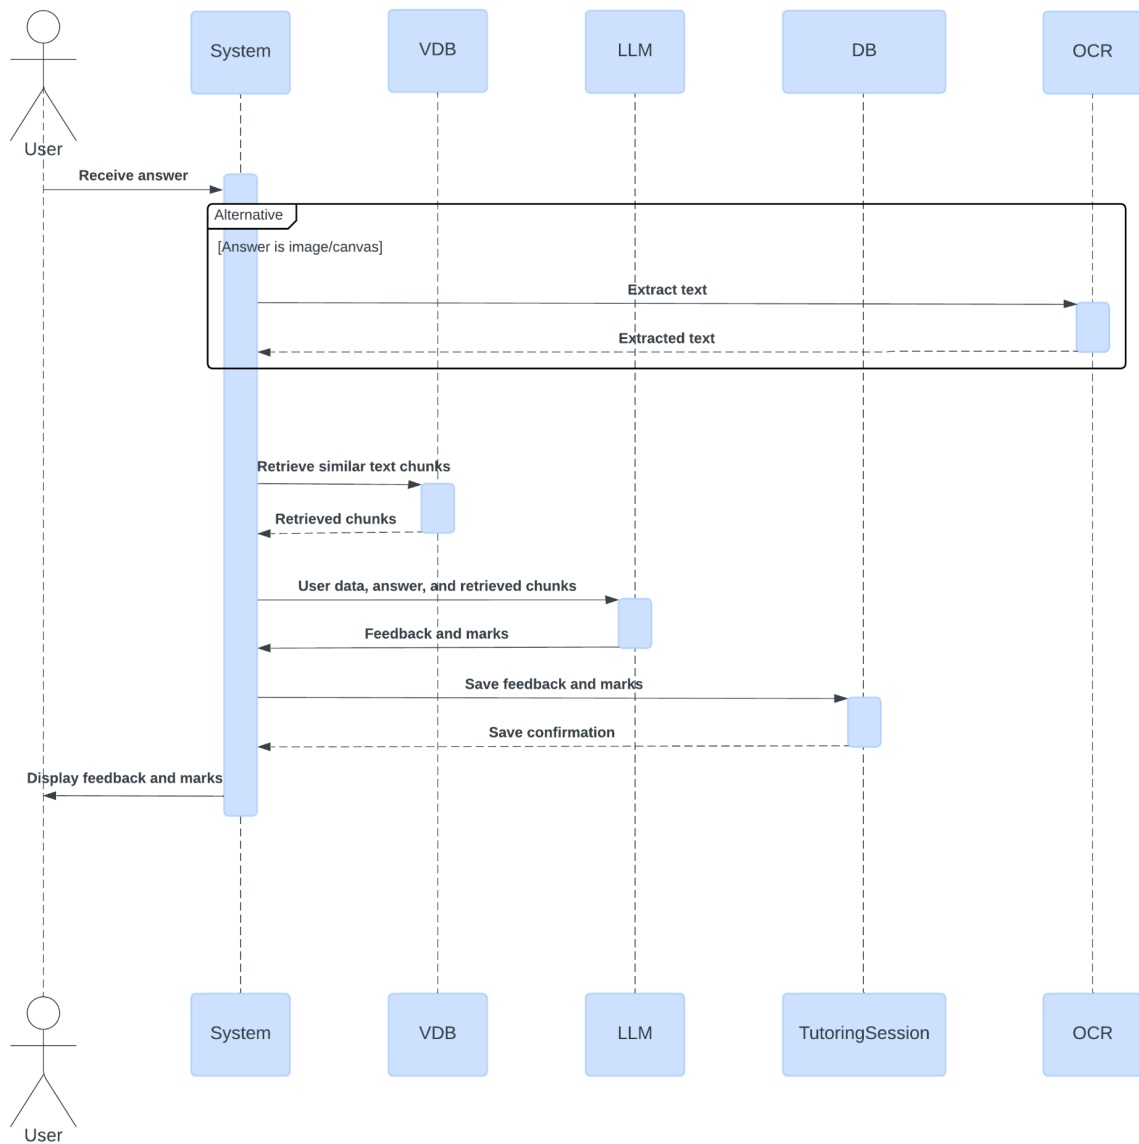 System
VDB
LLM
DB
OCR
User
Receive answer
Alternative
[Answer is image/canvas]
Extract text
Extracted text
Retrieve similar text chunks
Retrieved chunks
User data, answer, and retrieved chunks
Feedback and marks
Save feedback and marks
Save confirmation
Display feedback and marks
System
VDB
LLM
TutoringSession
OCR
User